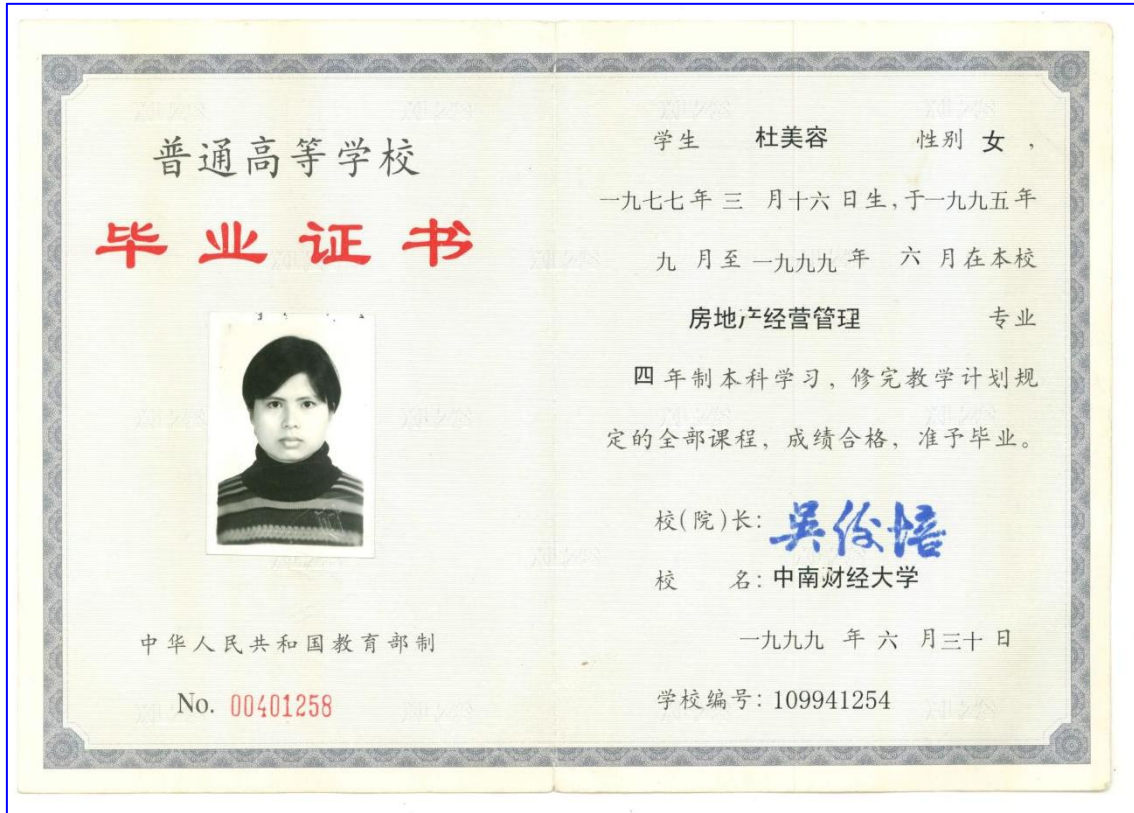 普通高等学校
毕业证书
中华人民共和国教育部制
No. 00401258
学生 杜美容 性别 女,
一九七七年 三 月十六 日生,于一九九五年
九 月至 一九九九 年 六 月在本校
房地产经营管理 专业
四 年制本科学习,修完教学计划规
定的全部课程,成绩合格,准予毕业。
校(院)长: 吴俊培
校 名: 中南财经大学
一九九九 年 六 月三十 日
学校编号: 109941254